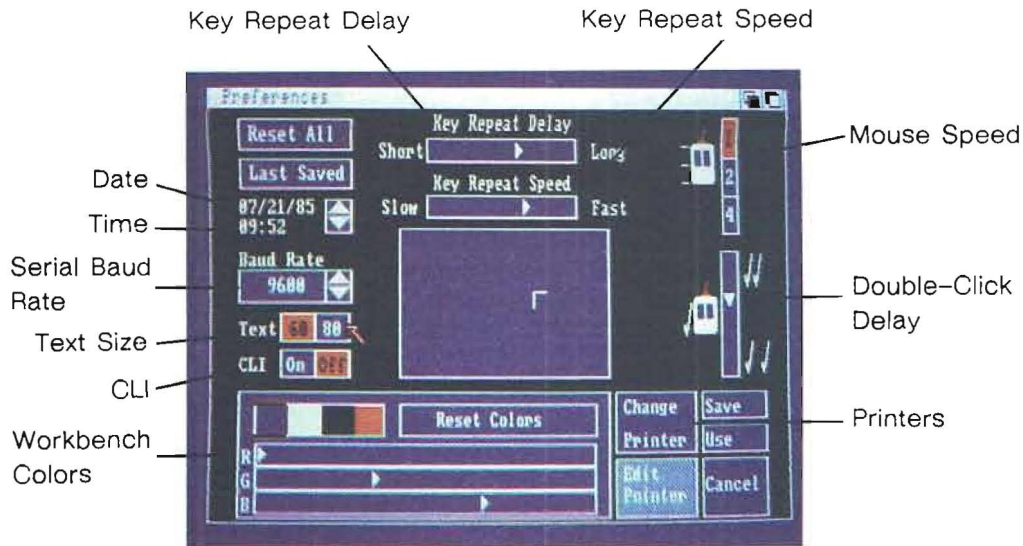 Key Repeat Delay
Key Repeat Speed
Preferences
Reset All
Key Repeat Delay
Short
Long
Mouse Speed
Last Saved
Key Repeat Speed
2
Date
07/21/85
Slow
Fast
4
Time
09:52
Baud Rate
Serial Baud
Rate
9600
Double-Click
Delay
Text Size
Text 60 80
CLI
CLI On OFF
Workbench
Colors
Reset Colors
Change
Printer
Save
Use
Printers
R
G
B
Edit
Pointer
Cancel